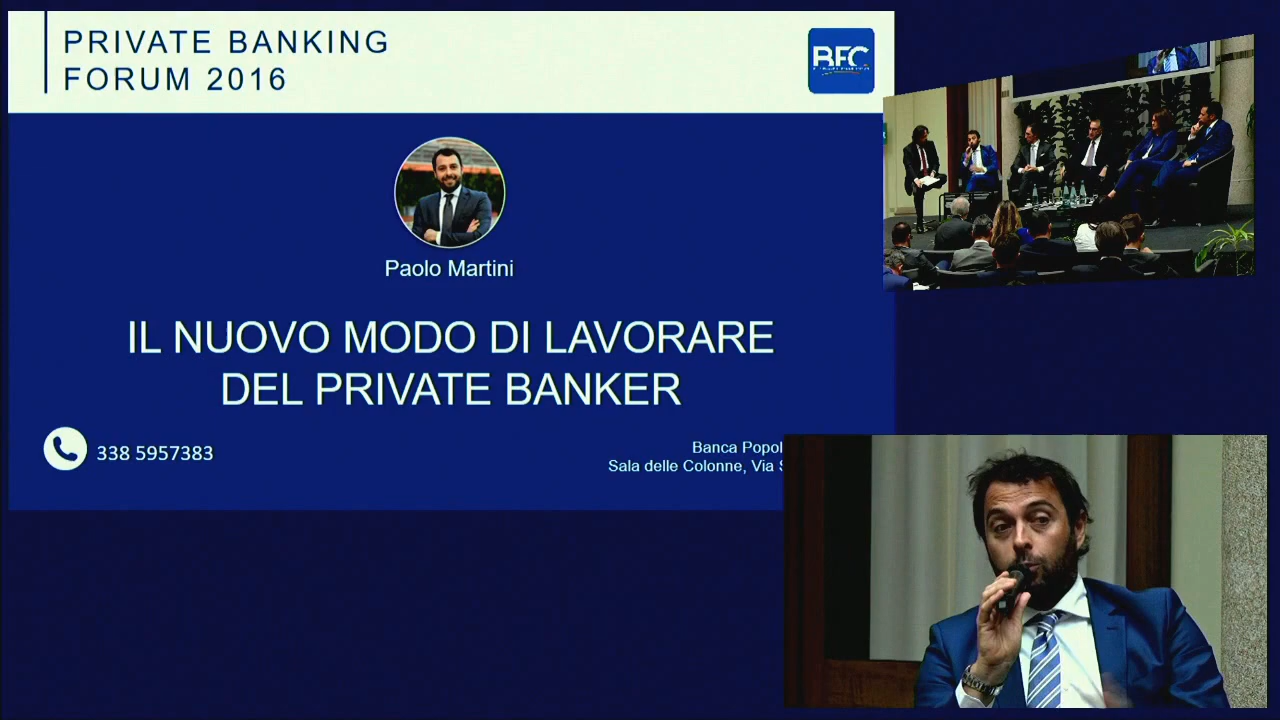 PRIVATE BANKING
FORUM 2016
BFC
Paolo Martini
IL NUOVO MODO DI LAVORARE
DEL PRIVATE BANKER
338 5957383
Banca Popol
Sala delle Colonne, Via S